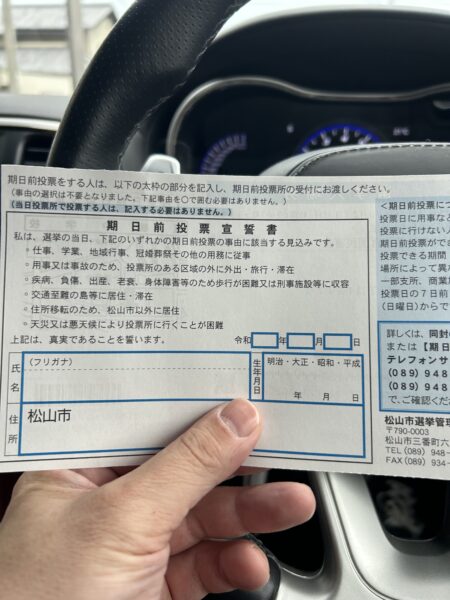 期日前投票をする人は、以下の太枠の部分を記入し、期日前投票所の受付にお渡しください。
(事由の選択は不要となりました。下記事由を〇で囲む必要はありません。)
(当日投票所で投票する人は、記入する必要はありません。)
期日前投票宣誓書
私は、選挙の当日、下記のいずれかの期日前投票の事由に該当する見込みです。
・仕事、学業、地域行事、冠婚葬祭その他の用務に従事
・用事又は事故のため、投票所のある区域の外に外出・旅行・滞在
・疾病、負傷、出産、老衰、身体障害等のため歩行が困難又は刑事施設等に収容
・交通至難の島等に居住・滞在
・住所移転のため、松山市以外に居住
・天災又は悪天候により投票所に行くことが困難
上記は、真実であることを誓います。
令和 年 月 日
氏名
(フリガナ)
生年月日
明治・大正・昭和・平成
年 月 日
住所
松山市
<期日前投票につ
投票日に用事など
投票に行けない人
期日前投票ができ
投票できる期間
場所によって異な
一部支所、商業
投票日の7日前
(日曜日)からで
詳しくは、同封の
または【期日
テレフォンサー
(089) 948
(089) 948
で、ご確認くださ
松山市選挙管理
〒790-0003
松山市三番町六
TEL (089) 948-
FAX (089) 934-